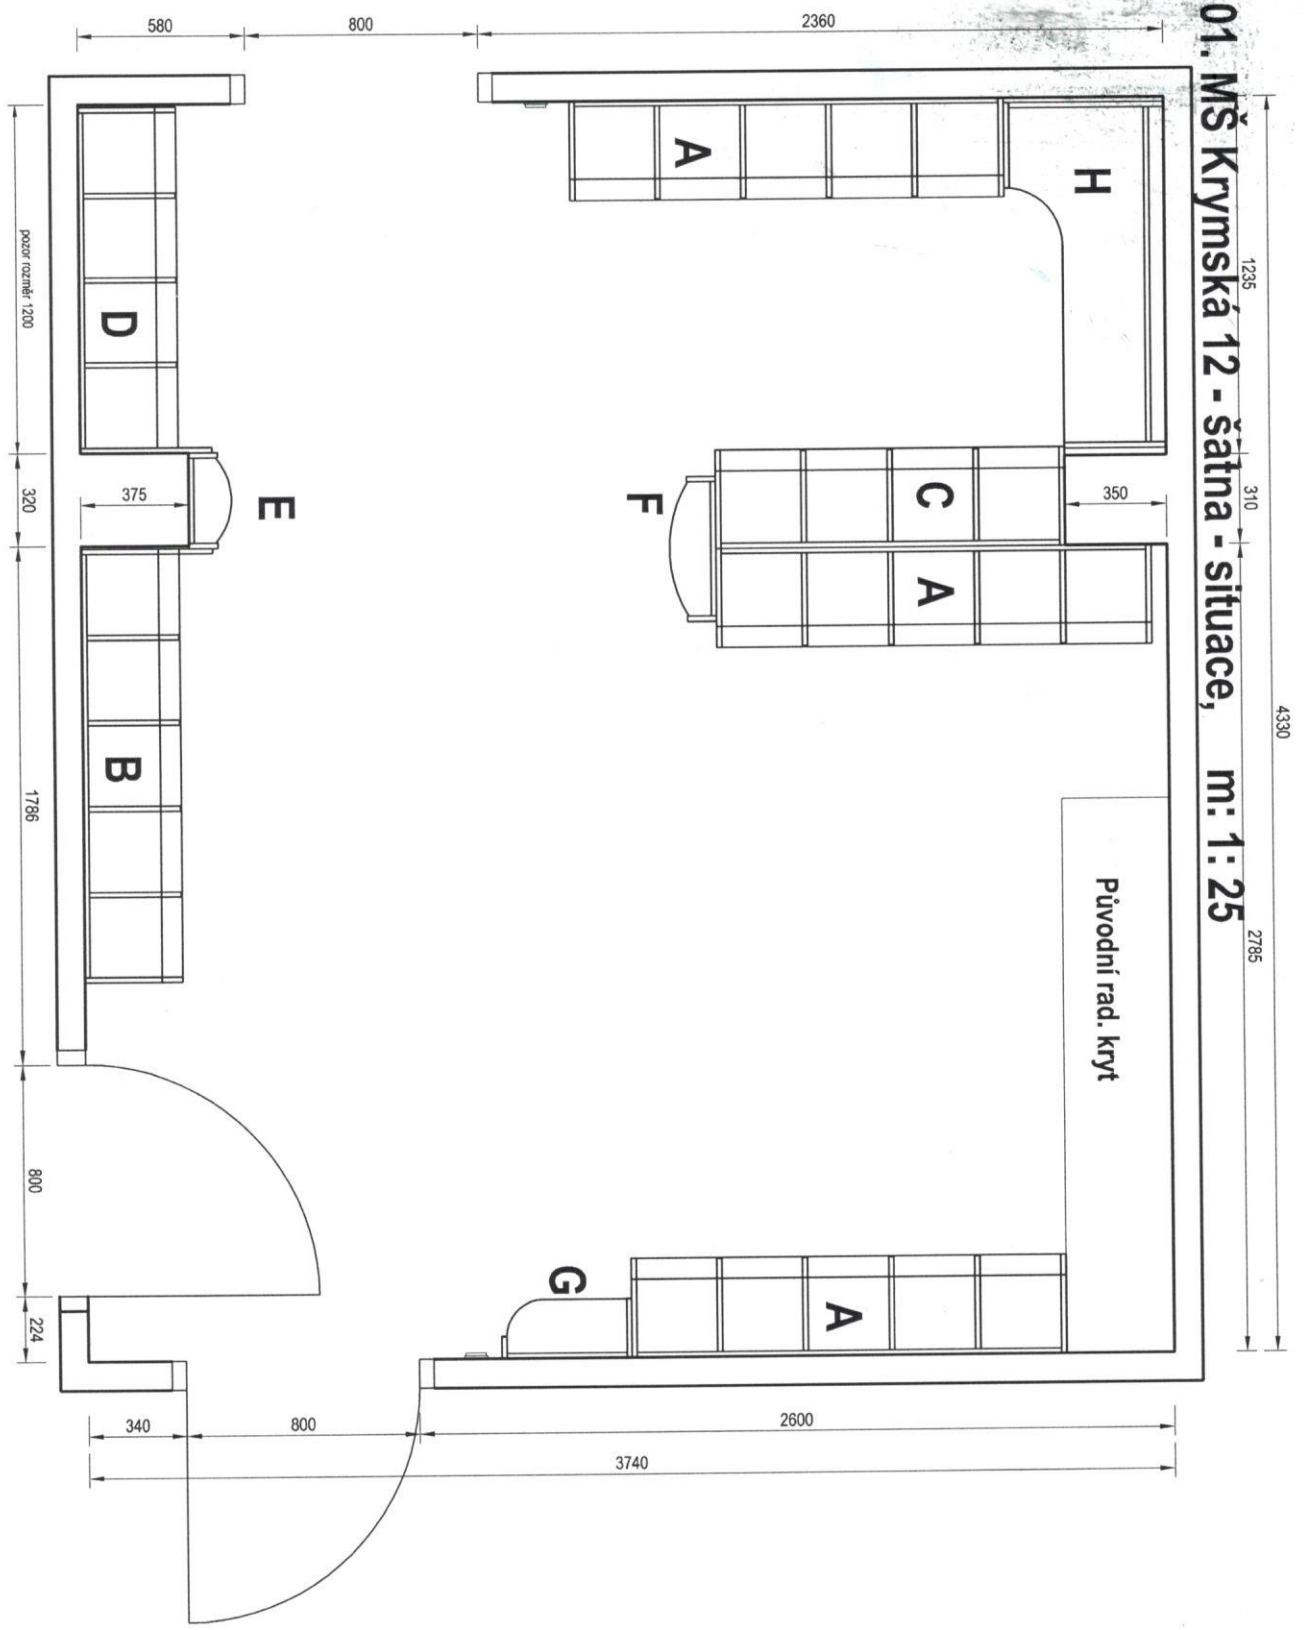 01. MŠ Krymská 12 - šatna - situace, m: 1: 25
4330
1235
310
2785
580
800
2360
H
A
350
C
A
F
Původní rad. kryt
A
G
D
E
375
B
pozor rozměr 1200
320
1786
800
224
340
800
2600
3740